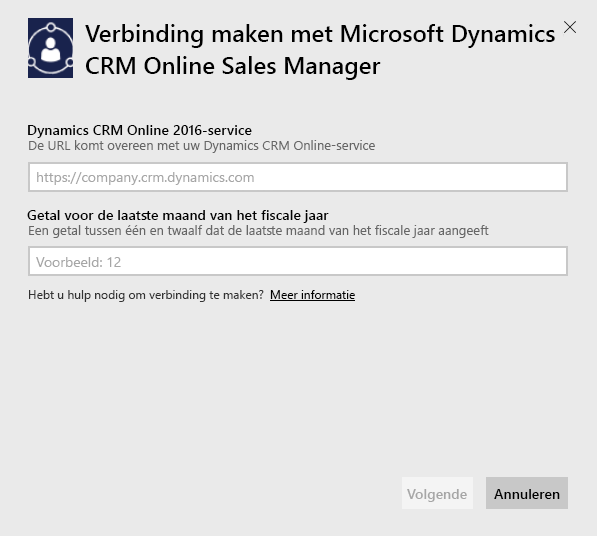 Verbinding maken met Microsoft Dynamics
CRM Online Sales Manager
Dynamics CRM Online 2016-service
De URL komt overeen met uw Dynamics CRM Online-service
https://company.crm.dynamics.com
Getal voor de laatste maand van het fiscale jaar
Een getal tussen één en twaalf dat de laatste maand van het fiscale jaar aangeeft
Voorbeeld: 12
Hebt u hulp nodig om verbinding te maken? Meer informatie
Volgende Annuleren